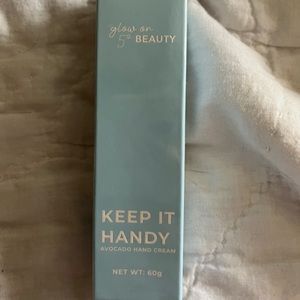 glow on
5th BEAUTY
KEEP IT
HANDY
AVOCADO HAND CREAM
NET WT: 60g